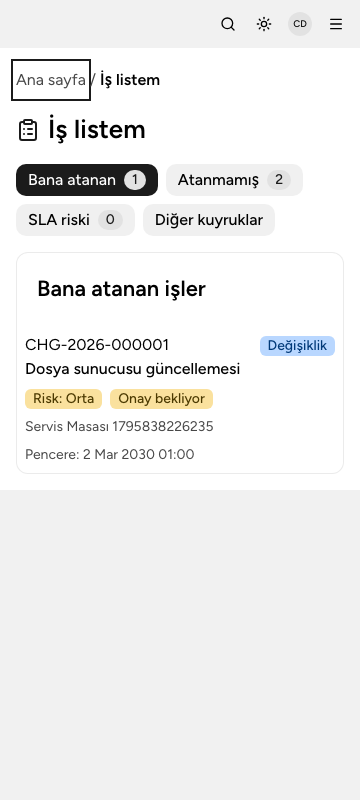 CD
Ana sayfa / İş listem
İş listem
Bana atanan 1 Atanmamış 2
SLA riski 0 Diğer kuyruklar
Bana atanan işler
CHG-2026-000001 Değişiklik
Dosya sunucusu güncellemesi
Risk: Orta Onay bekliyor
Servis Masası 1795838226235
Pencere: 2 Mar 2030 01:00